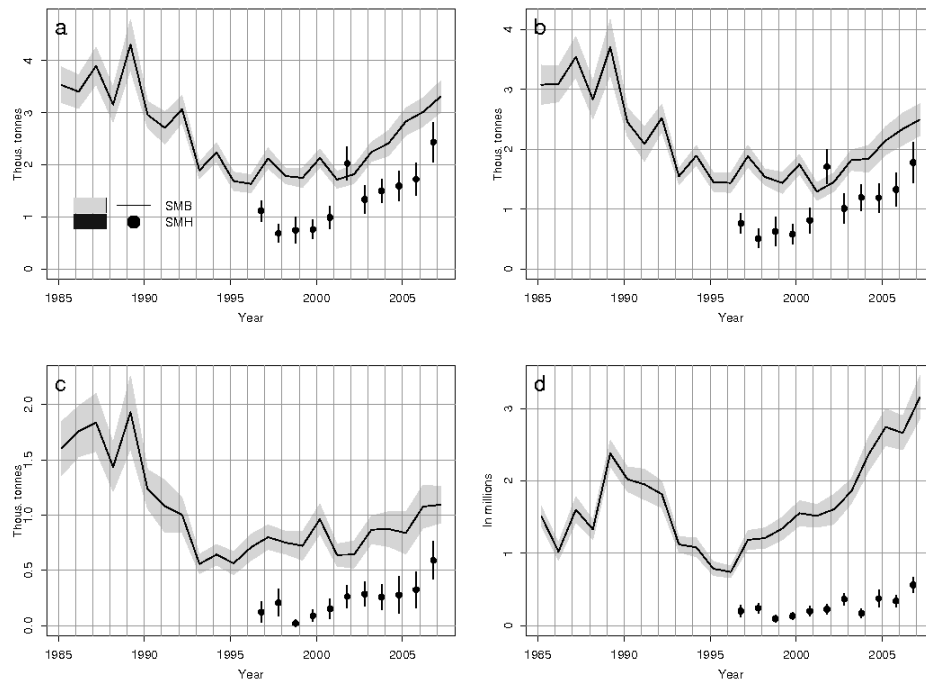 a
Thous. tonnes
0 1 2 3 4
SMB
SMH
1985 1990 1995 2000 2005
Year
b
Thous. tonnes
0 1 2 3 4
1985 1990 1995 2000 2005
Year
c
Thous. tonnes
0.0 0.5 1.0 1.5 2.0
1985 1990 1995 2000 2005
Year
d
In millions
0 1 2 3
1985 1990 1995 2000 2005
Year